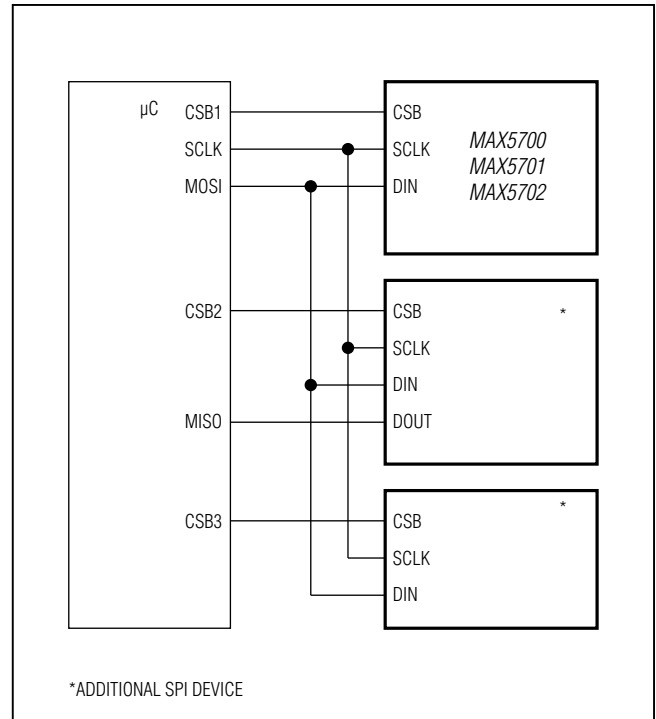 µC
CSB1
SCLK
MOSI
CSB2
MISO
CSB3
CSB
SCLK
DIN
MAX5700
MAX5701
MAX5702
CSB
*
SCLK
DIN
DOUT
CSB
*
SCLK
DIN
*ADDITIONAL SPI DEVICE